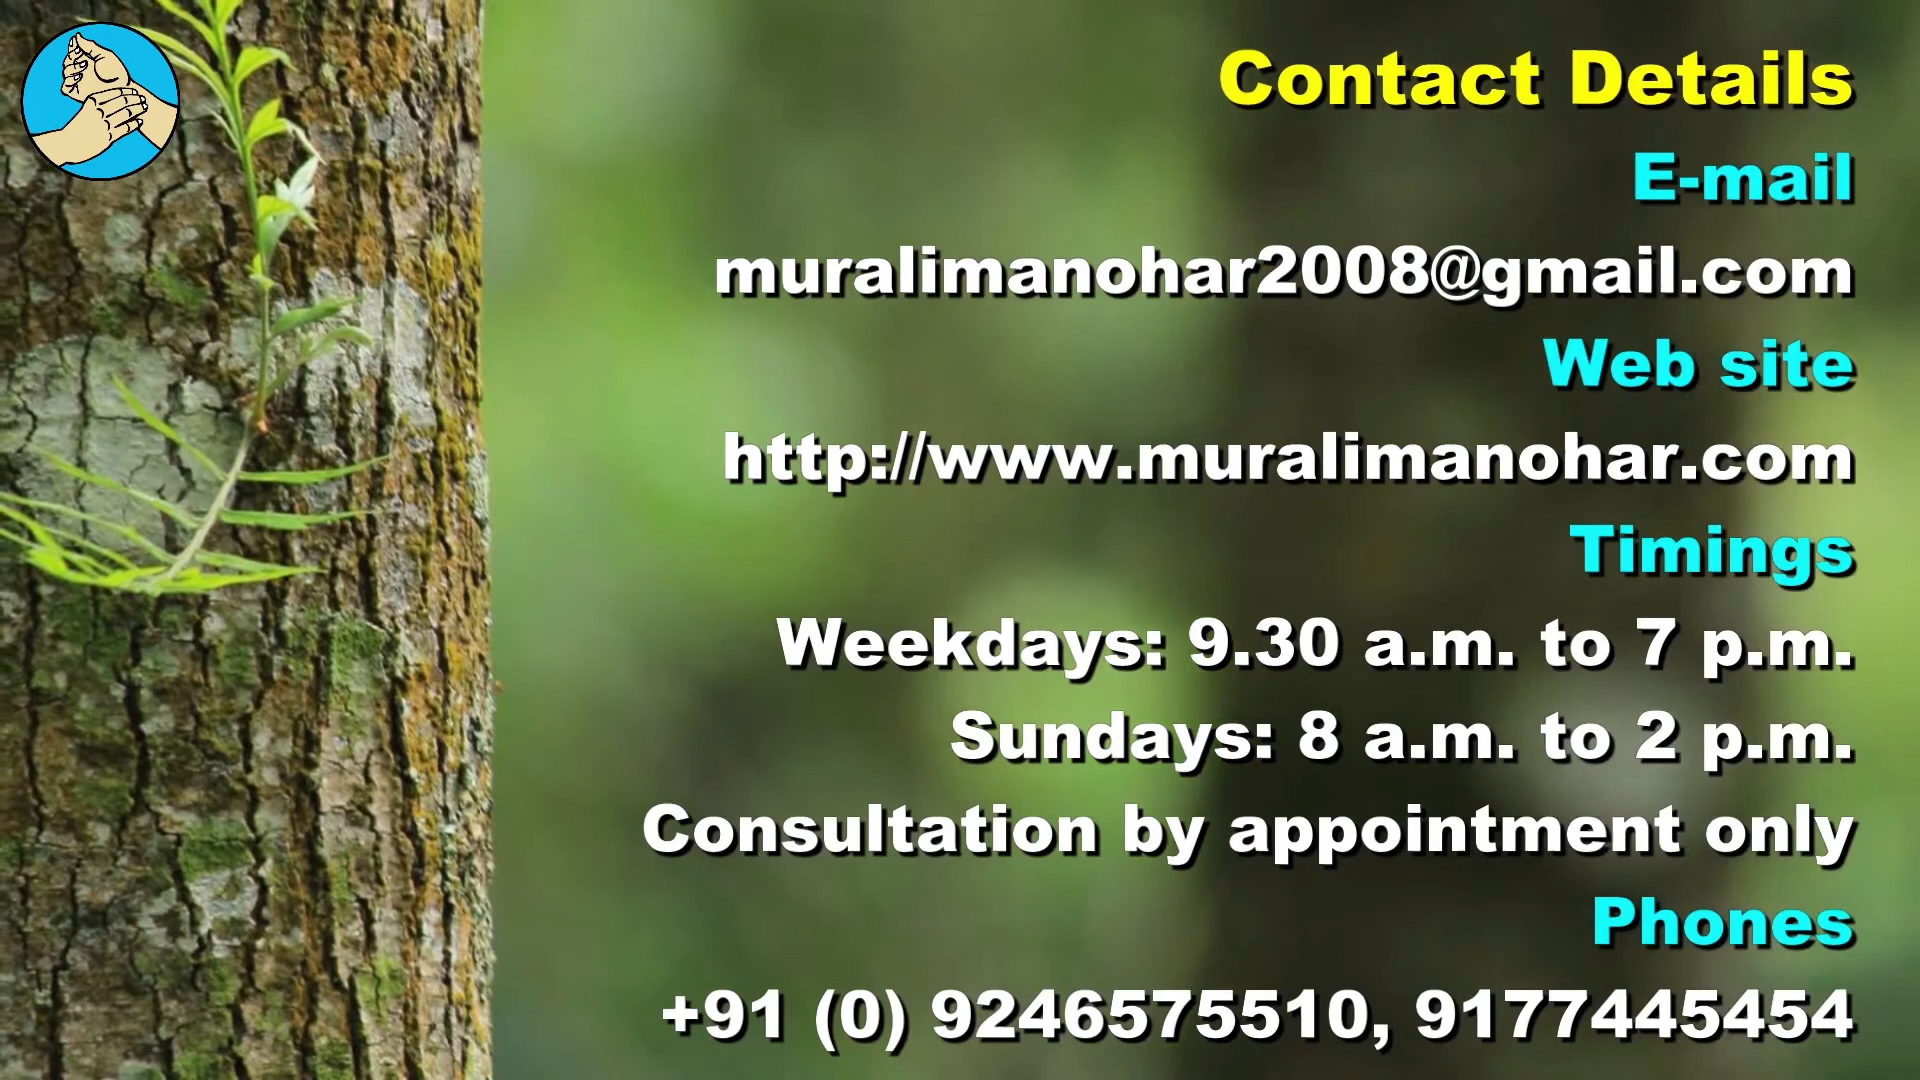 Contact Details
E-mail
muralimanohar2008@gmail.com
Web site
http://www.muralimanohar.com
Timings
Weekdays: 9.30 a.m. to 7 p.m.
Sundays: 8 a.m. to 2 p.m.
Consultation by appointment only
Phones
+91 (0) 9246575510, 9177445454